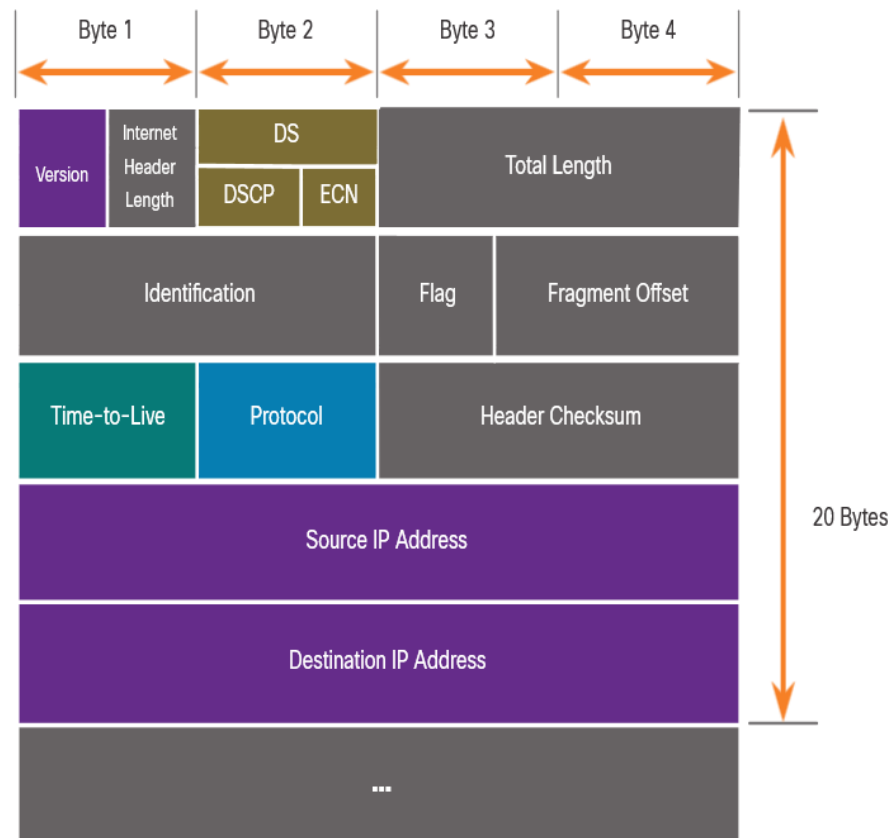 Byte 1 Byte 2 Byte 3 Byte 4
Version
Internet
Header
Length
DS
DSCP ECN
Total Length
Identification
Flag
Fragment Offset
Time-to-Live
Protocol
Header Checksum
Source IP Address
20 Bytes
Destination IP Address
...